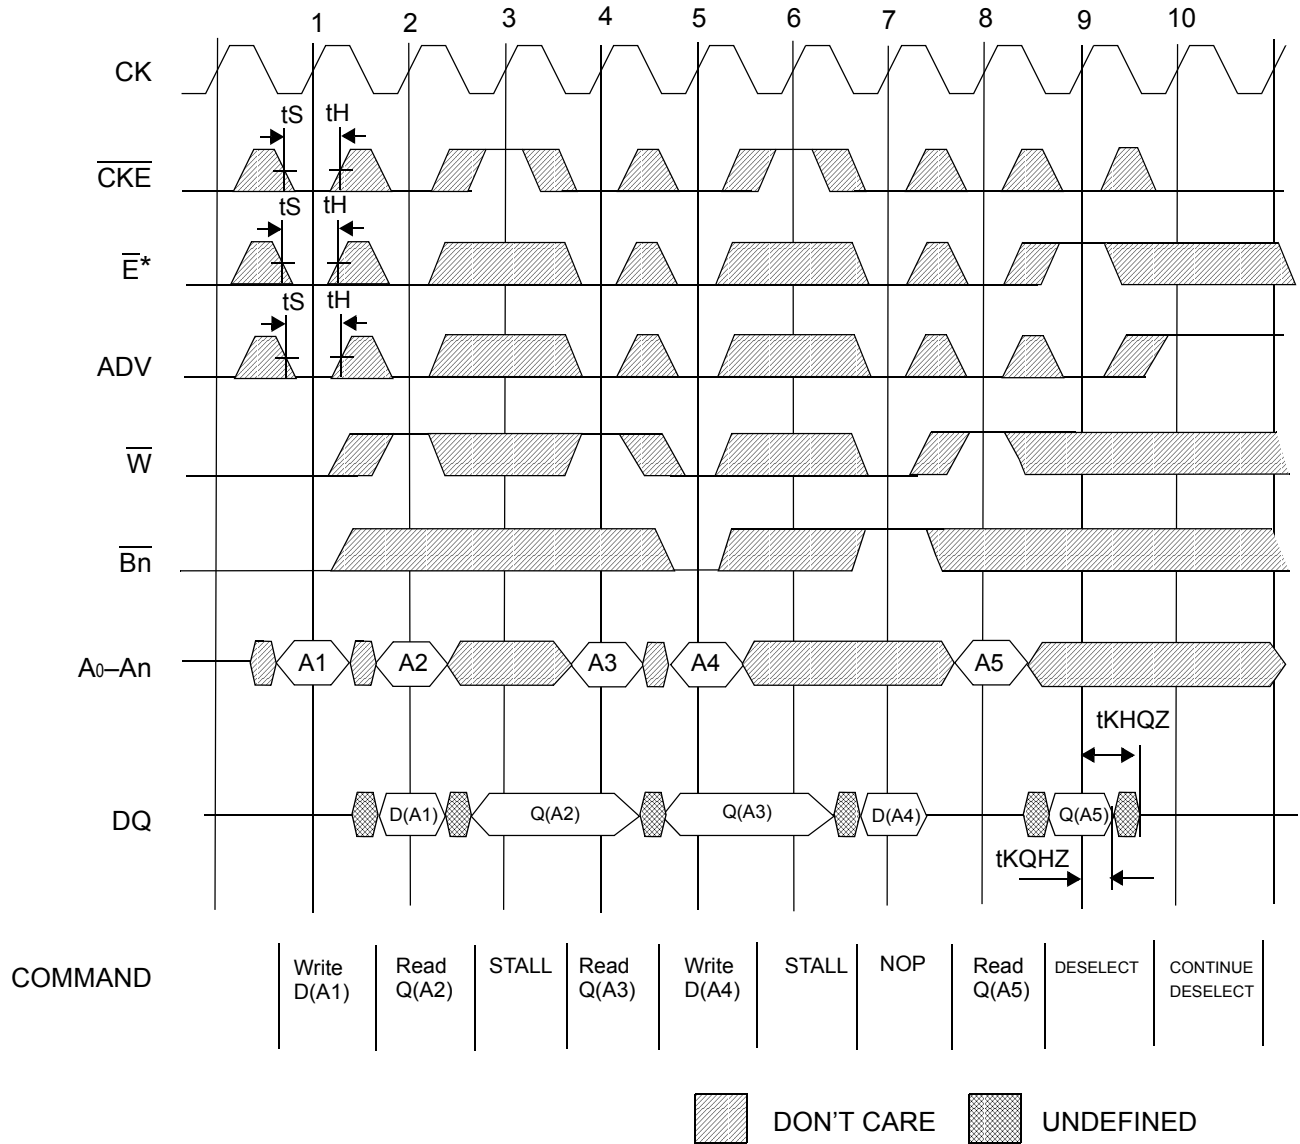 1 2 3 4 5 6 7 8 9 10
CK
tS tH
CKE
tS tH
E*
tS tH
ADV
W
Bn
A0–An A1 A2 A3 A4 A5
tKHQZ
DQ D(A1) Q(A2) Q(A3) D(A4) Q(A5)
tKQHZ
COMMAND
Write D(A1)
Read Q(A2)
STALL
Read Q(A3)
Write D(A4)
STALL
NOP
Read Q(A5)
DESELECT
CONTINUE DESELECT
DON'T CARE
UNDEFINED